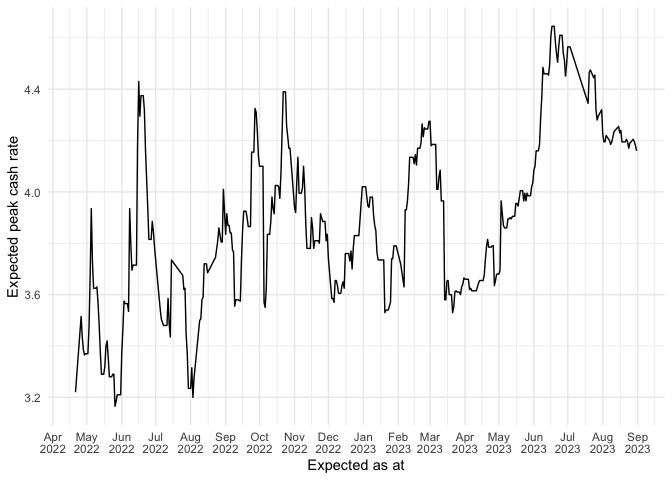 Expected peak cash rate
4.4
4.0
3.6
3.2
Apr May Jun Jul Aug Sep Oct Nov Dec Jan Feb Mar Apr May Jun Jul Aug Sep
2022 2022 2022 2022 2022 2022 2022 2022 2022 2023 2023 2023 2023 2023 2023 2023 2023 2023
Expected as at